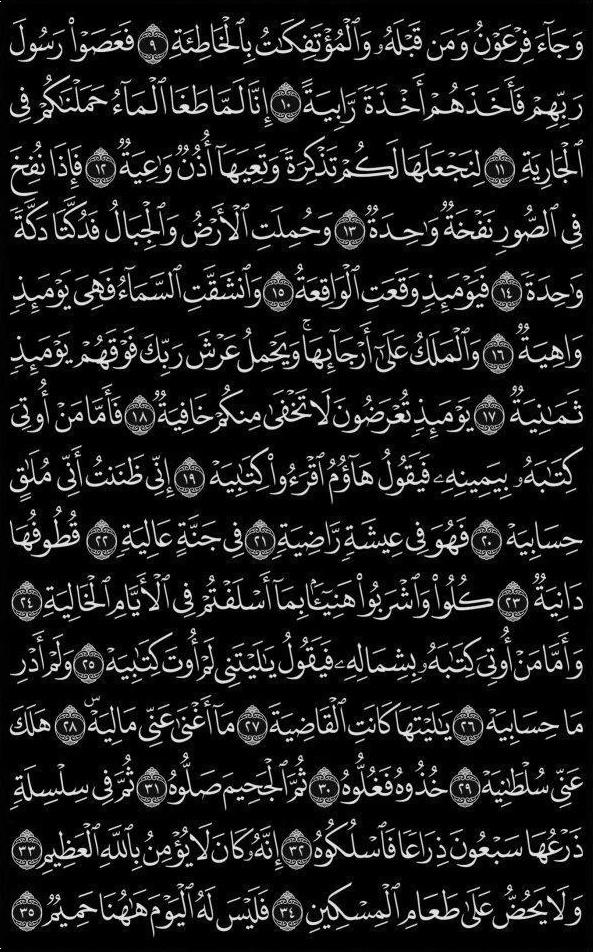 وَجَآءَ فِرْعَوْنُ وَمَن قَبْلَهُۥ وَٱلْمُؤْتَفِكَٰتُ بِٱلْخَاطِئَةِ ٩ فَعَصَوْا۟ رَسُولَ
رَبِّهِمْ فَأَخَذَهُمْ أَخْذَةً رَّابِيَةً ١٠ إِنَّا لَمَّا طَغَا ٱلْمَآءُ حَمَلْنَٰكُمْ فِى
ٱلْجَارِيَةِ ١١ لِنَجْعَلَهَا لَكُمْ تَذْكِرَةً وَتَعِيَهَآ أُذُنٌ وَٰعِيَةٌ ١٢ فَإِذَا نُفِخَ
فِى ٱلصُّورِ نَفْخَةٌ وَٰحِدَةٌ ١٣ وَحُمِلَتِ ٱلْأَرْضُ وَٱلْجِبَالُ فَدُكَّتَا دَكَّةً
وَٰحِدَةً ١٤ فَيَوْمَئِذٍ وَقَعَتِ ٱلْوَاقِعَةُ ١٥ وَٱنشَقَّتِ ٱلسَّمَآءُ فَهِىَ يَوْمَئِذٍ
وَاهِيَةٌ ١٦ وَٱلْمَلَكُ عَلَىٰٓ أَرْجَآئِهَا ۚ وَيَحْمِلُ عَرْشَ رَبِّكَ فَوْقَهُمْ يَوْمَئِذٍ
ثَمَٰنِيَةٌ ١٧ يَوْمَئِذٍ تُعْرَضُونَ لَا تَخْفَىٰ مِنكُمْ خَافِيَةٌ ١٨ فَأَمَّا مَنْ أُوتِىَ
كِتَٰبَهُۥ بِيَمِينِهِۦ فَيَقُولُ هَآؤُمُ ٱقْرَءُوا۟ كِتَٰبِيَهْ ١٩ إِنِّى ظَنَنتُ أَنِّى مُلَٰقٍ
حِسَابِيَهْ ٢٠ فَهُوَ فِى عِيشَةٍ رَّاضِيَةٍ ٢١ فِى جَنَّةٍ عَالِيَةٍ ٢٢ قُطُوفُهَا
دَانِيَةٌ ٢٣ كُلُوا۟ وَٱشْرَبُوا۟ هَنِيٓـًٔۢا بِمَآ أَسْلَفْتُمْ فِى ٱلْأَيَّامِ ٱلْخَالِيَةِ ٢٤
وَأَمَّا مَنْ أُوتِىَ كِتَٰبَهُۥ بِشِمَالِهِۦ فَيَقُولُ يَٰلَيْتَنِى لَمْ أُوتَ كِتَٰبِيَهْ ٢٥ وَلَمْ أَدْرِ
مَا حِسَابِيَهْ ٢٦ يَٰلَيْتَهَا كَانَتِ ٱلْقَاضِيَةَ ٢٧ مَآ أَغْنَىٰ عَنِّى مَالِيَهْ ۜ ٢٨ هَلَكَ
عَنِّى سُلْطَٰنِيَهْ ٢٩ خُذُوهُ فَغُلُّوهُ ٣٠ ثُمَّ ٱلْجَحِيمَ صَلُّوهُ ٣١ ثُمَّ فِى سِلْسِلَةٍ
ذَرْعُهَا سَبْعُونَ ذِرَاعًا فَٱسْلُكُوهُ ٣٢ إِنَّهُۥ كَانَ لَا يُؤْمِنُ بِٱللَّهِ ٱلْعَظِيمِ ٣٣
وَلَا يَحُضُّ عَلَىٰ طَعَامِ ٱلْمِسْكِينِ ٣٤ فَلَيْسَ لَهُ ٱلْيَوْمَ هَٰهُنَا حَمِيمٌ ٣٥